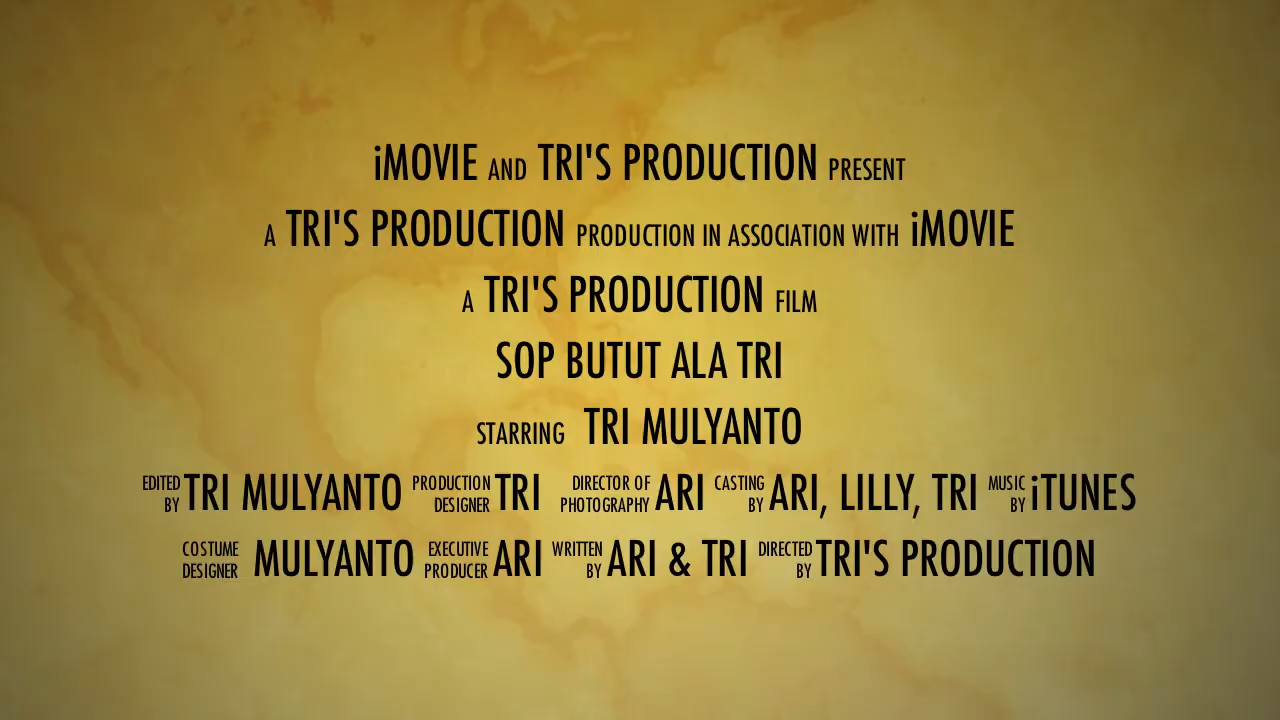 iMOVIE AND TRI'S PRODUCTION PRESENT
A TRI'S PRODUCTION PRODUCTION IN ASSOCIATION WITH iMOVIE
A TRI'S PRODUCTION FILM
SOP BUTUT ALA TRI
STARRING TRI MULYANTO
EDITED BY TRI MULYANTO PRODUCTION DESIGNER TRI DIRECTOR OF PHOTOGRAPHY ARI CASTING BY ARI, LILLY, TRI MUSIC BY iTUNES
COSTUME DESIGNER MULYANTO EXECUTIVE PRODUCER ARI WRITTEN BY ARI & TRI DIRECTED BY TRI'S PRODUCTION